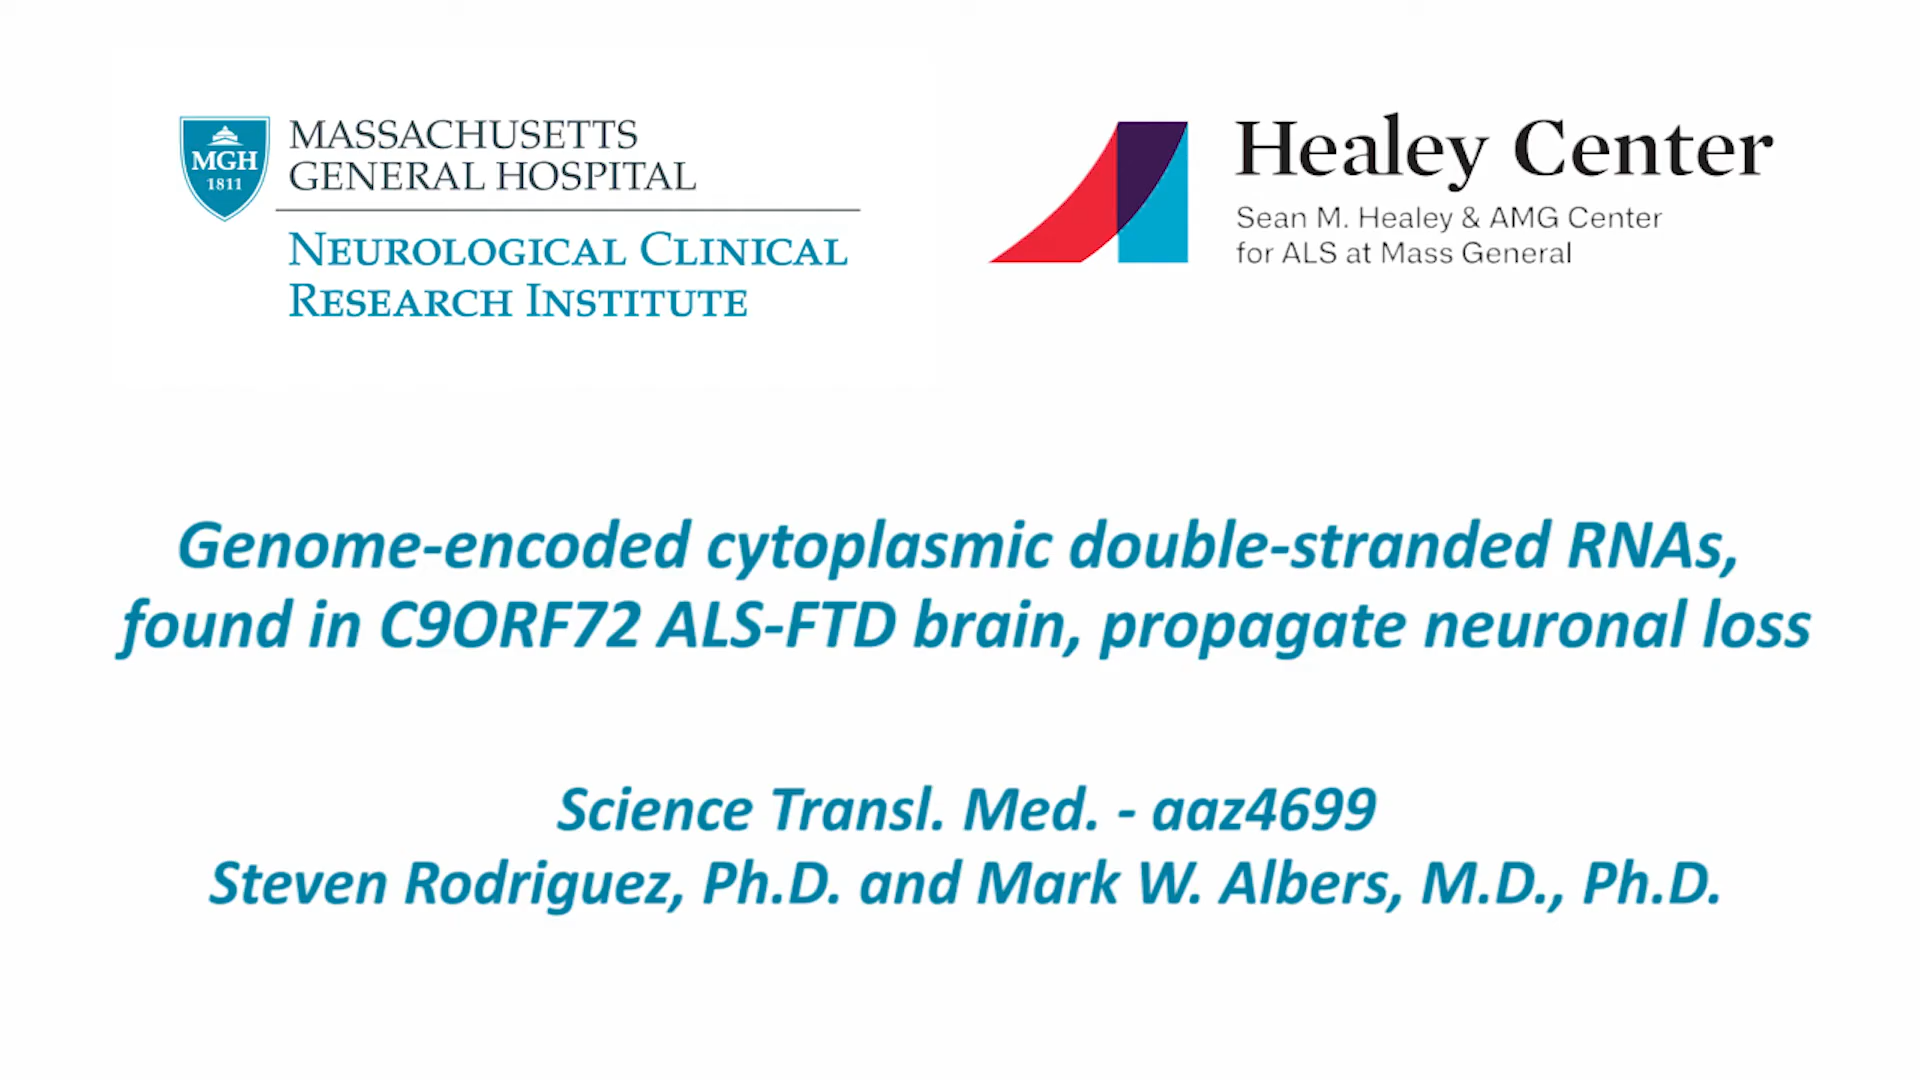 MGH
1811
MASSACHUSETTS
GENERAL HOSPITAL
NEUROLOGICAL CLINICAL
RESEARCH INSTITUTE
Healey Center
Sean M. Healey & AMG Center
for ALS at Mass General
Genome-encoded cytoplasmic double-stranded RNAs,
found in C9ORF72 ALS-FTD brain, propagate neuronal loss
Science Transl. Med. - aaz4699
Steven Rodriguez, Ph.D. and Mark W. Albers, M.D., Ph.D.